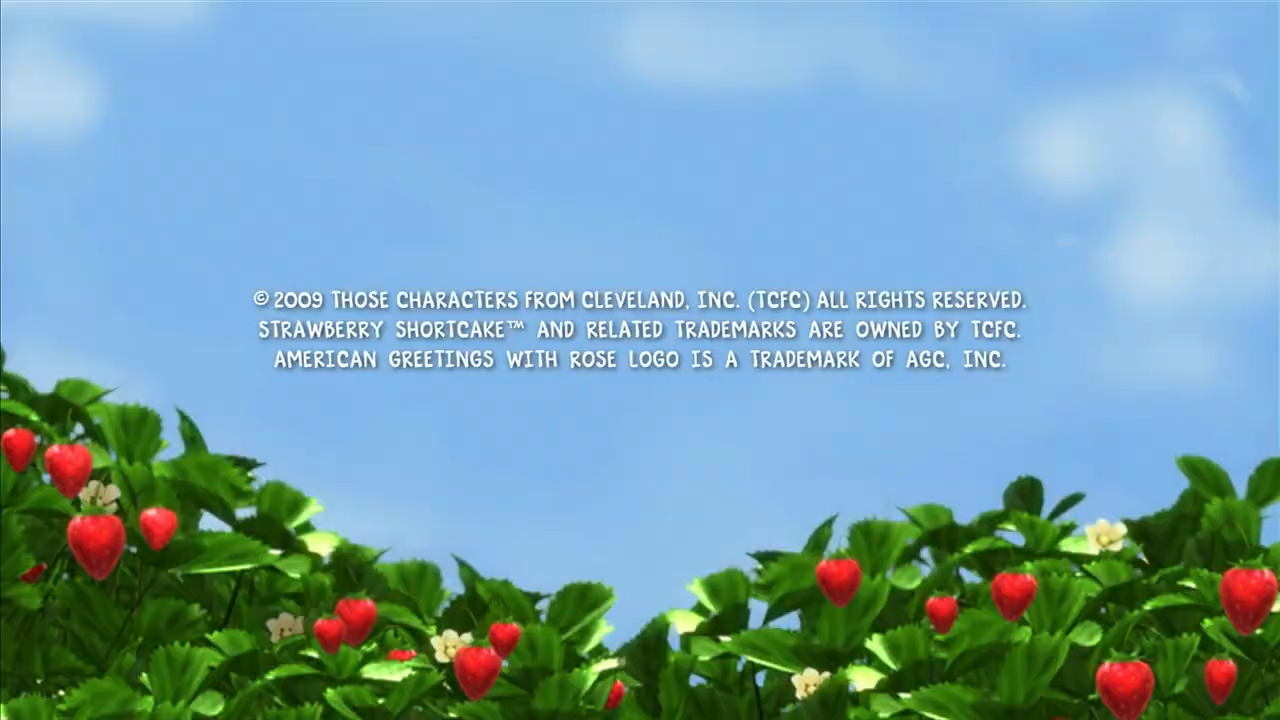 © 2009 THOSE CHARACTERS FROM CLEVELAND, INC. (TCFC) ALL RIGHTS RESERVED.
STRAWBERRY SHORTCAKE™ AND RELATED TRADEMARKS ARE OWNED BY TCFC.
AMERICAN GREETINGS WITH ROSE LOGO IS A TRADEMARK OF AGC, INC.